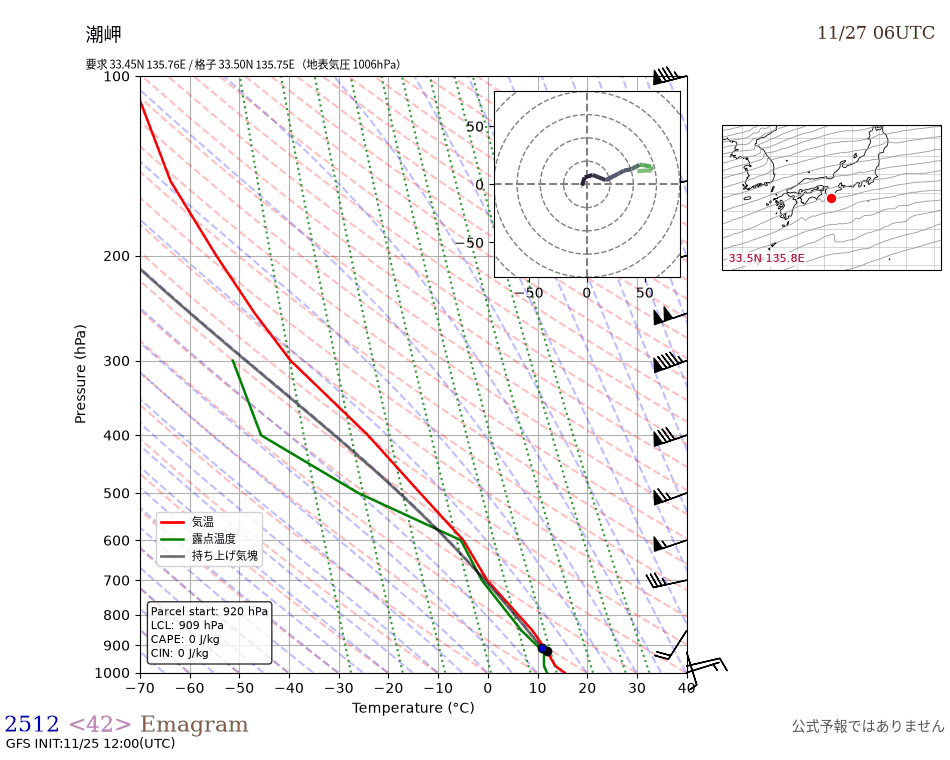 潮岬
11/27 06UTC
要求 33.45N 135.76E / 格子 33.50N 135.75E（地表気圧 1006hPa）
100
200
300
400
500
600
700
800
900
1000
Pressure (hPa)
−70 −60 −50 −40 −30 −20 −10 0 10 20 30 40
Temperature (°C)
50
0
−50
−50 0 50
33.5N 135.8E
気温
露点温度
持ち上げ気塊
Parcel start: 920 hPa
LCL: 909 hPa
CAPE: 0 J/kg
CIN: 0 J/kg
2512 <42> Emagram
公式予報ではありません
GFS INIT:11/25 12:00(UTC)